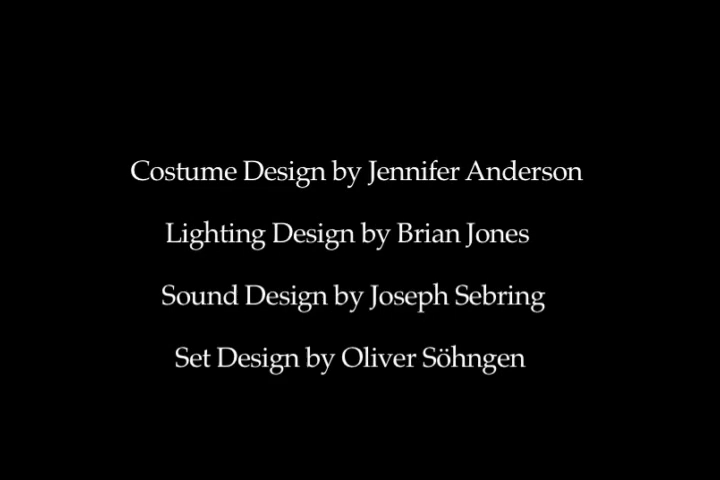 Costume Design by Jennifer Anderson
Lighting Design by Brian Jones
Sound Design by Joseph Sebring
Set Design by Oliver Söhngen